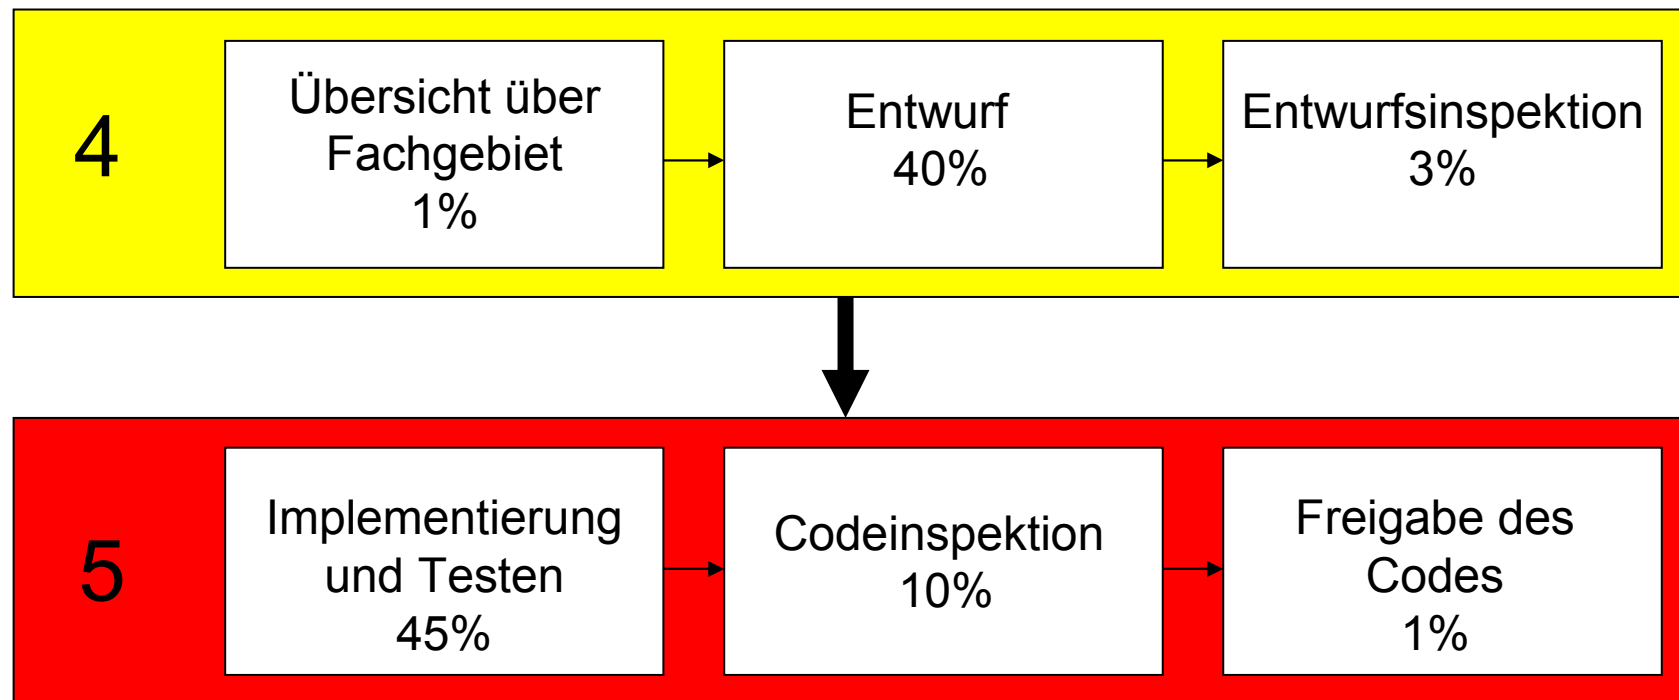 4
Übersicht über
Fachgebiet
1%
Entwurf
40%
Entwurfsinspektion
3%
5
Implementierung
und Testen
45%
Codeinspektion
10%
Freigabe des
Codes
1%